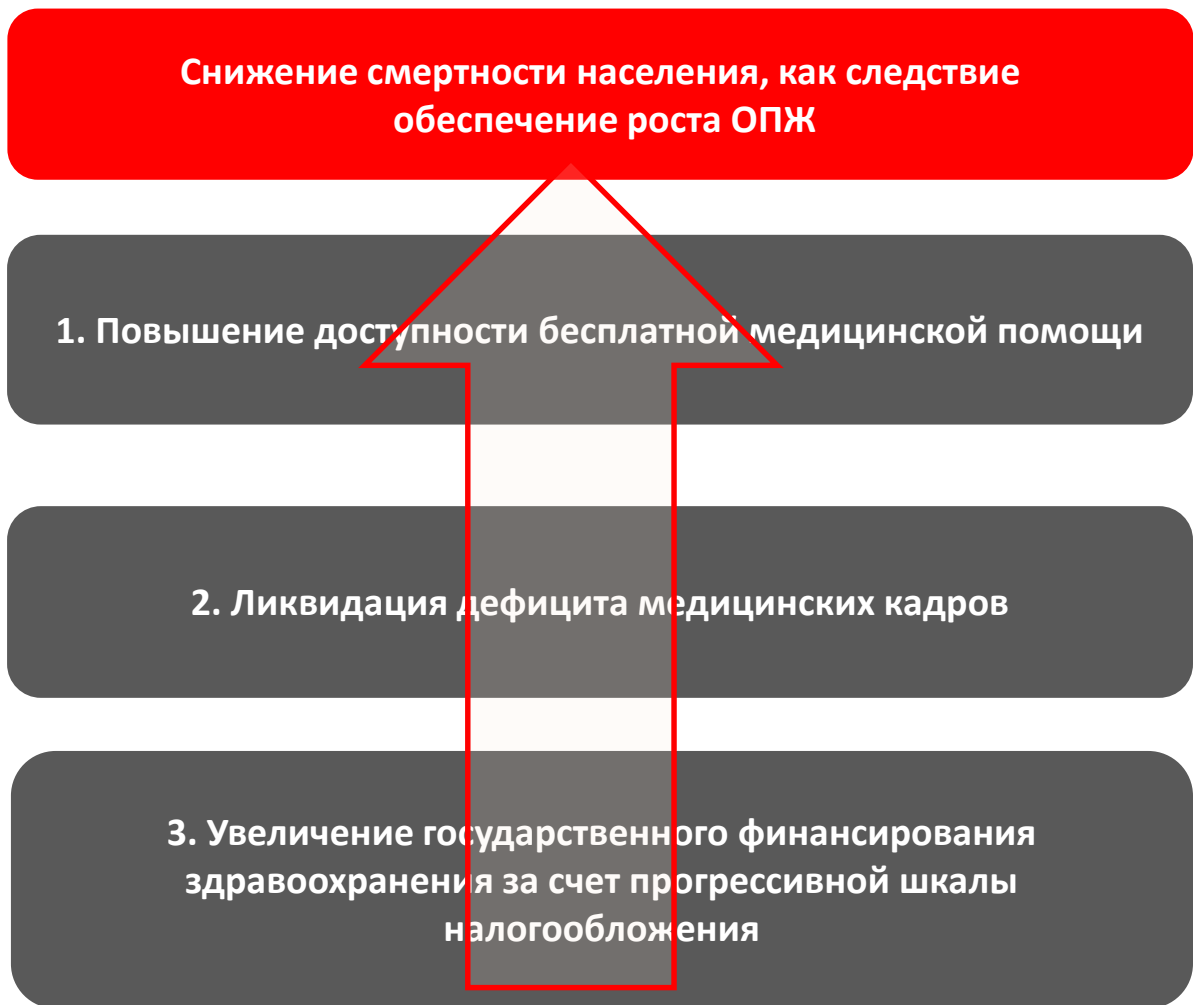 Снижение смертности населения, как следствие
обеспечение роста ОПЖ
1. Повышение доступности бесплатной медицинской помощи
2. Ликвидация дефицита медицинских кадров
3. Увеличение государственного финансирования
здравоохранения за счет прогрессивной шкалы
налогообложения